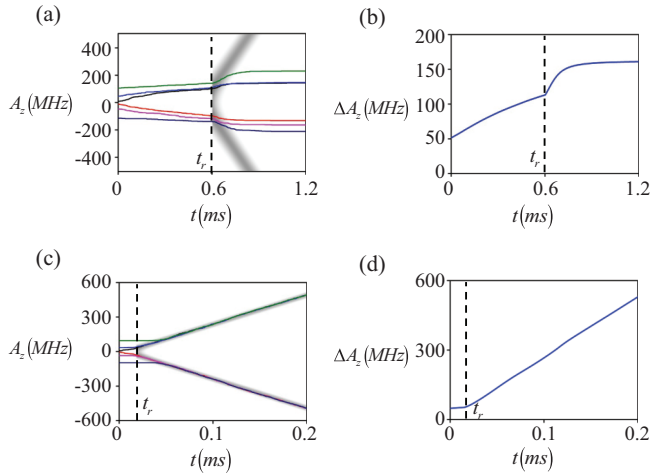 (a)
400
200
0
-200
-400
A_z(MHz)
t_r
0 0.6 1.2
t(ms)
(b)
200
150
100
50
0
ΔA_z(MHz)
t_r
0 0.6 1.2
t(ms)
(c)
600
300
0
-300
-600
A_z(MHz)
t_r
0 0.1 0.2
t(ms)
(d)
600
300
0
ΔA_z(MHz)
t_r
0 0.1 0.2
t(ms)